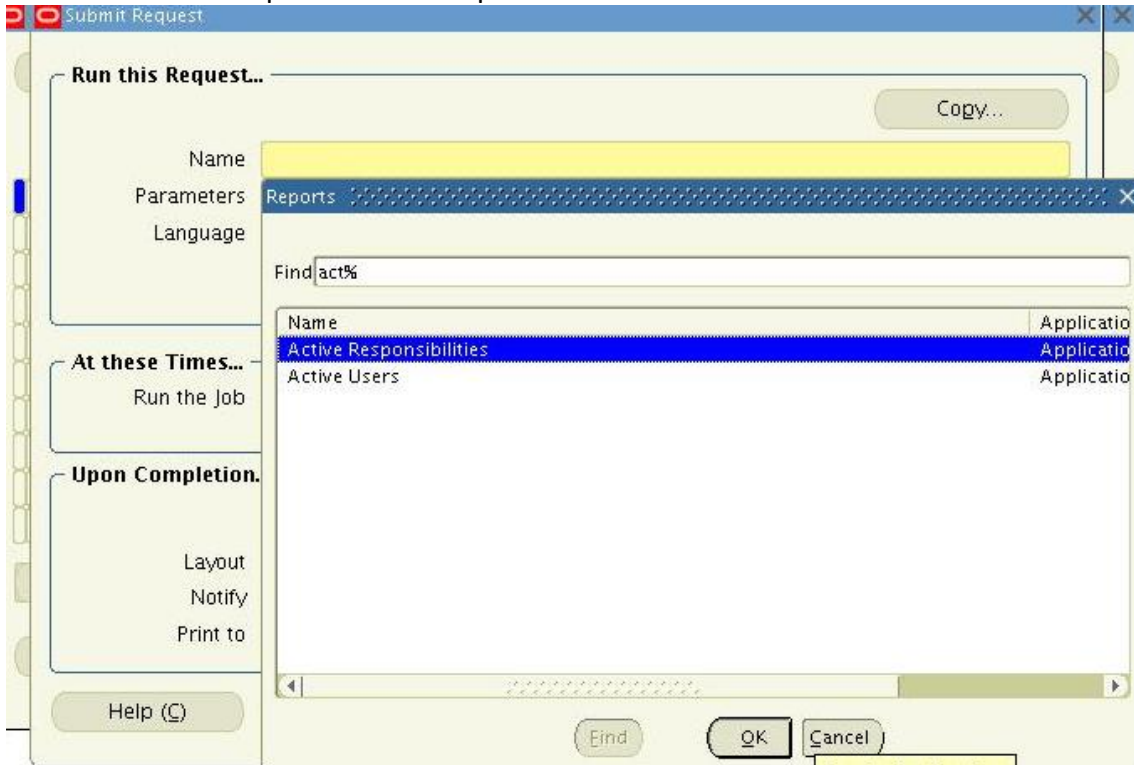 Submit Request
Run this Request...
Copy...
Name
Parameters
Language
Reports
Find act%
Name Applicatio
Active Responsibilities Applicatio
Active Users Applicatio
At these Times...
Run the Job
Upon Completion.
Layout
Notify
Print to
Help (C)
Find OK Cancel